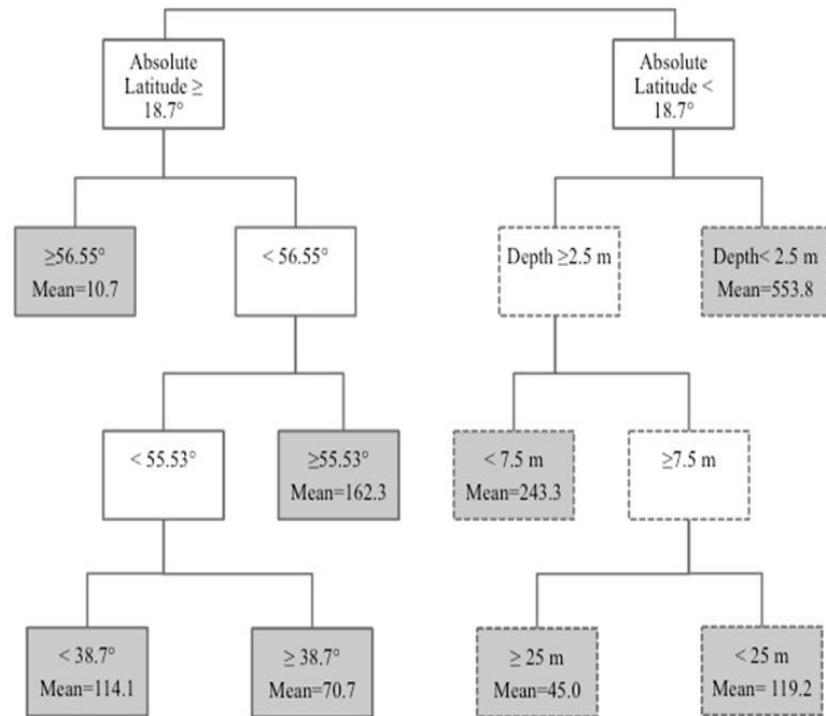 Absolute
Latitude ≥
18.7°
Absolute
Latitude <
18.7°
≥56.55°
Mean=10.7
< 56.55°
Depth ≥2.5 m
Depth< 2.5 m
Mean=553.8
< 55.53°
≥55.53°
Mean=162.3
< 7.5 m
Mean=243.3
≥7.5 m
< 38.7°
Mean=114.1
≥ 38.7°
Mean=70.7
≥ 25 m
Mean=45.0
< 25 m
Mean= 119.2